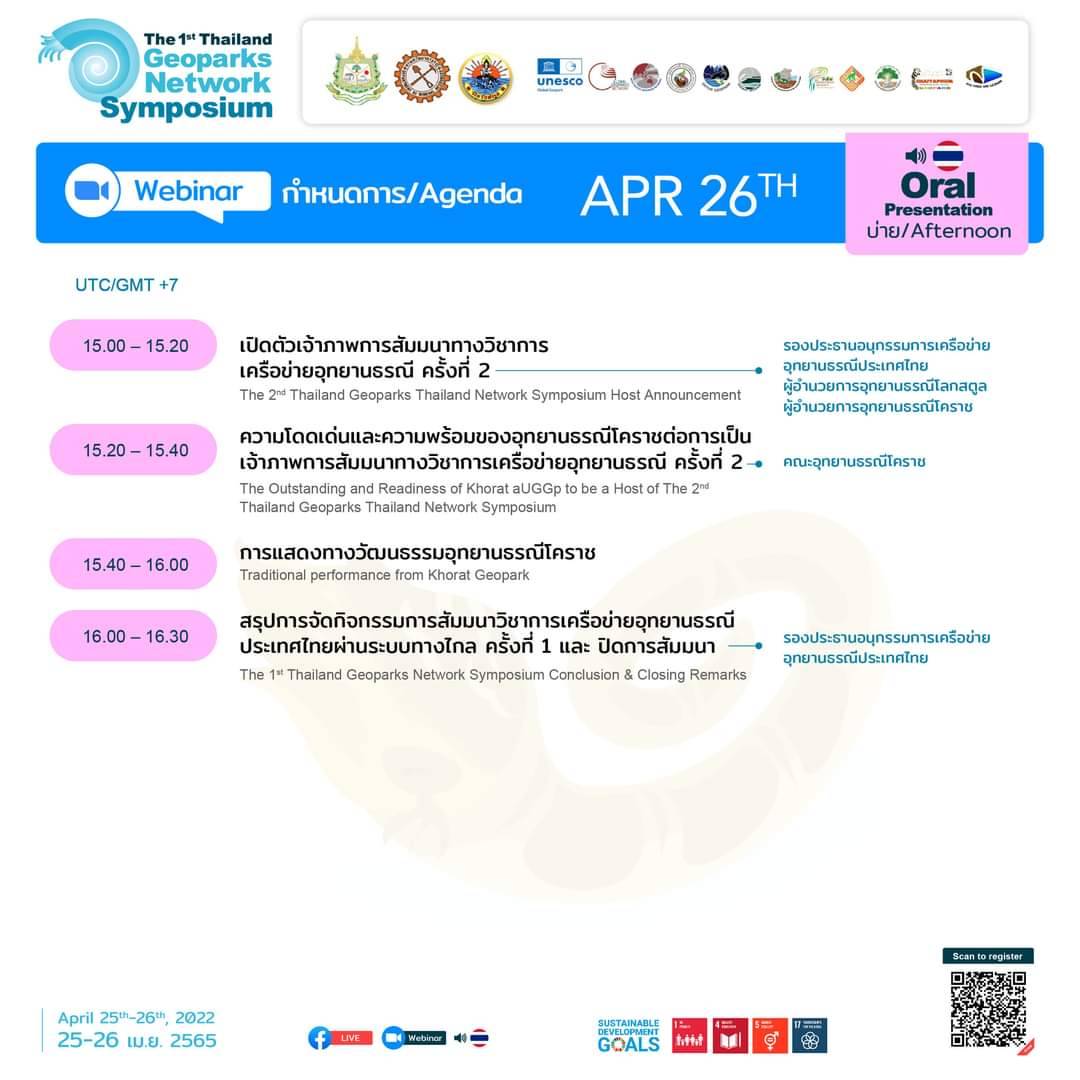 The 1st Thailand
Geoparks
Network
Symposium
unesco
Webinar
กำหนดการ/Agenda
APR 26TH
Oral
Presentation
บ่าย/Afternoon
UTC/GMT +7
15.00 – 15.20
เปิดตัวเจ้าภาพการสัมมนาทางวิชาการ
เครือข่ายอุทยานธรณี ครั้งที่ 2
The 2nd Thailand Geoparks Thailand Network Symposium Host Announcement
รองประธานอนุกรรมการเครือข่าย
อุทยานธรณีประเทศไทย
ผู้อำนวยการอุทยานธรณีโลกสตูล
ผู้อำนวยการอุทยานธรณีโคราช
15.20 – 15.40
ความโดดเด่นและความพร้อมของอุทยานธรณีโคราชต่อการเป็น
เจ้าภาพการสัมมนาทางวิชาการเครือข่ายอุทยานธรณี ครั้งที่ 2
The Outstanding and Readiness of Khorat aUGGp to be a Host of The 2nd
Thailand Geoparks Thailand Network Symposium
คณะอุทยานธรณีโคราช
15.40 – 16.00
การแสดงทางวัฒนธรรมอุทยานธรณีโคราช
Traditional performance from Khorat Geopark
16.00 – 16.30
สรุปการจัดกิจกรรมการสัมมนาวิชาการเครือข่ายอุทยานธรณี
ประเทศไทยผ่านระบบทางไกล ครั้งที่ 1 และ ปิดการสัมมนา
The 1st Thailand Geoparks Network Symposium Conclusion & Closing Remarks
รองประธานอนุกรรมการเครือข่าย
อุทยานธรณีประเทศไทย
Scan to register
April 25th-26th, 2022
25-26 เม.ย. 2565
LIVE
Webinar
SUSTAINABLE
DEVELOPMENT
GOALS
1
4
5
17